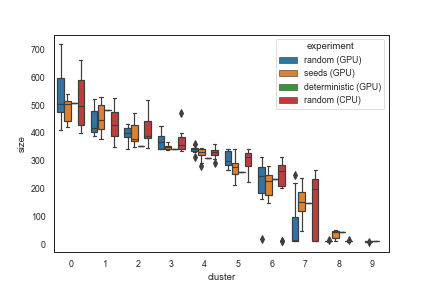 700
600
500
400
300
200
100
0
size
experiment
random (GPU)
seeds (GPU)
deterministic (GPU)
random (CPU)
0 1 2 3 4 5 6 7 8 9
cluster